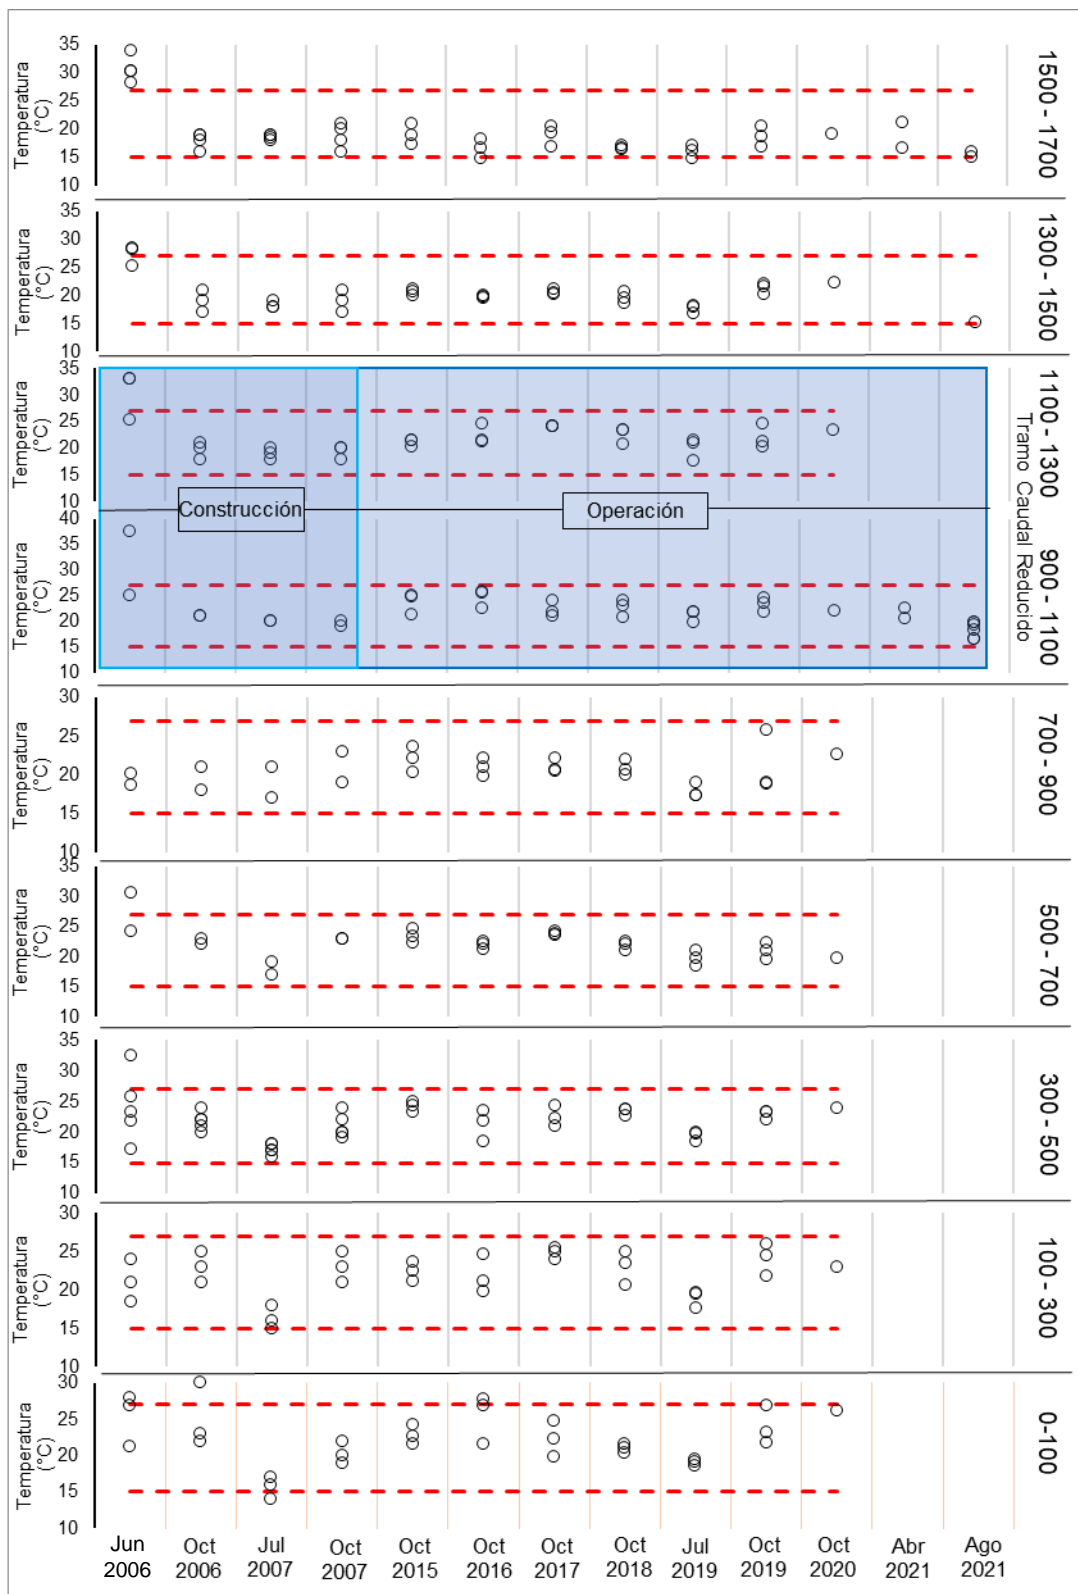 35
30
25
20
15
10
Temperatura
(°C)
1500 - 1700
35
30
25
20
15
10
Temperatura
(°C)
1300 - 1500
35
30
25
20
15
10
Temperatura
(°C)
1100 - 1300
Construcción
Operación
Tramo Caudal Reducido
40
35
30
25
20
15
10
Temperatura
(°C)
900 - 1100
30
25
20
15
10
Temperatura
(°C)
700 - 900
35
30
25
20
15
10
Temperatura
(°C)
500 - 700
35
30
25
20
15
10
Temperatura
(°C)
300 - 500
30
25
20
15
10
Temperatura
(°C)
100 - 300
30
25
20
15
10
Temperatura
(°C)
0-100
Jun Oct Jul Oct Oct Oct Oct Oct Jul Oct Oct Abr Ago
2006 2006 2007 2007 2015 2016 2017 2018 2019 2019 2020 2021 2021